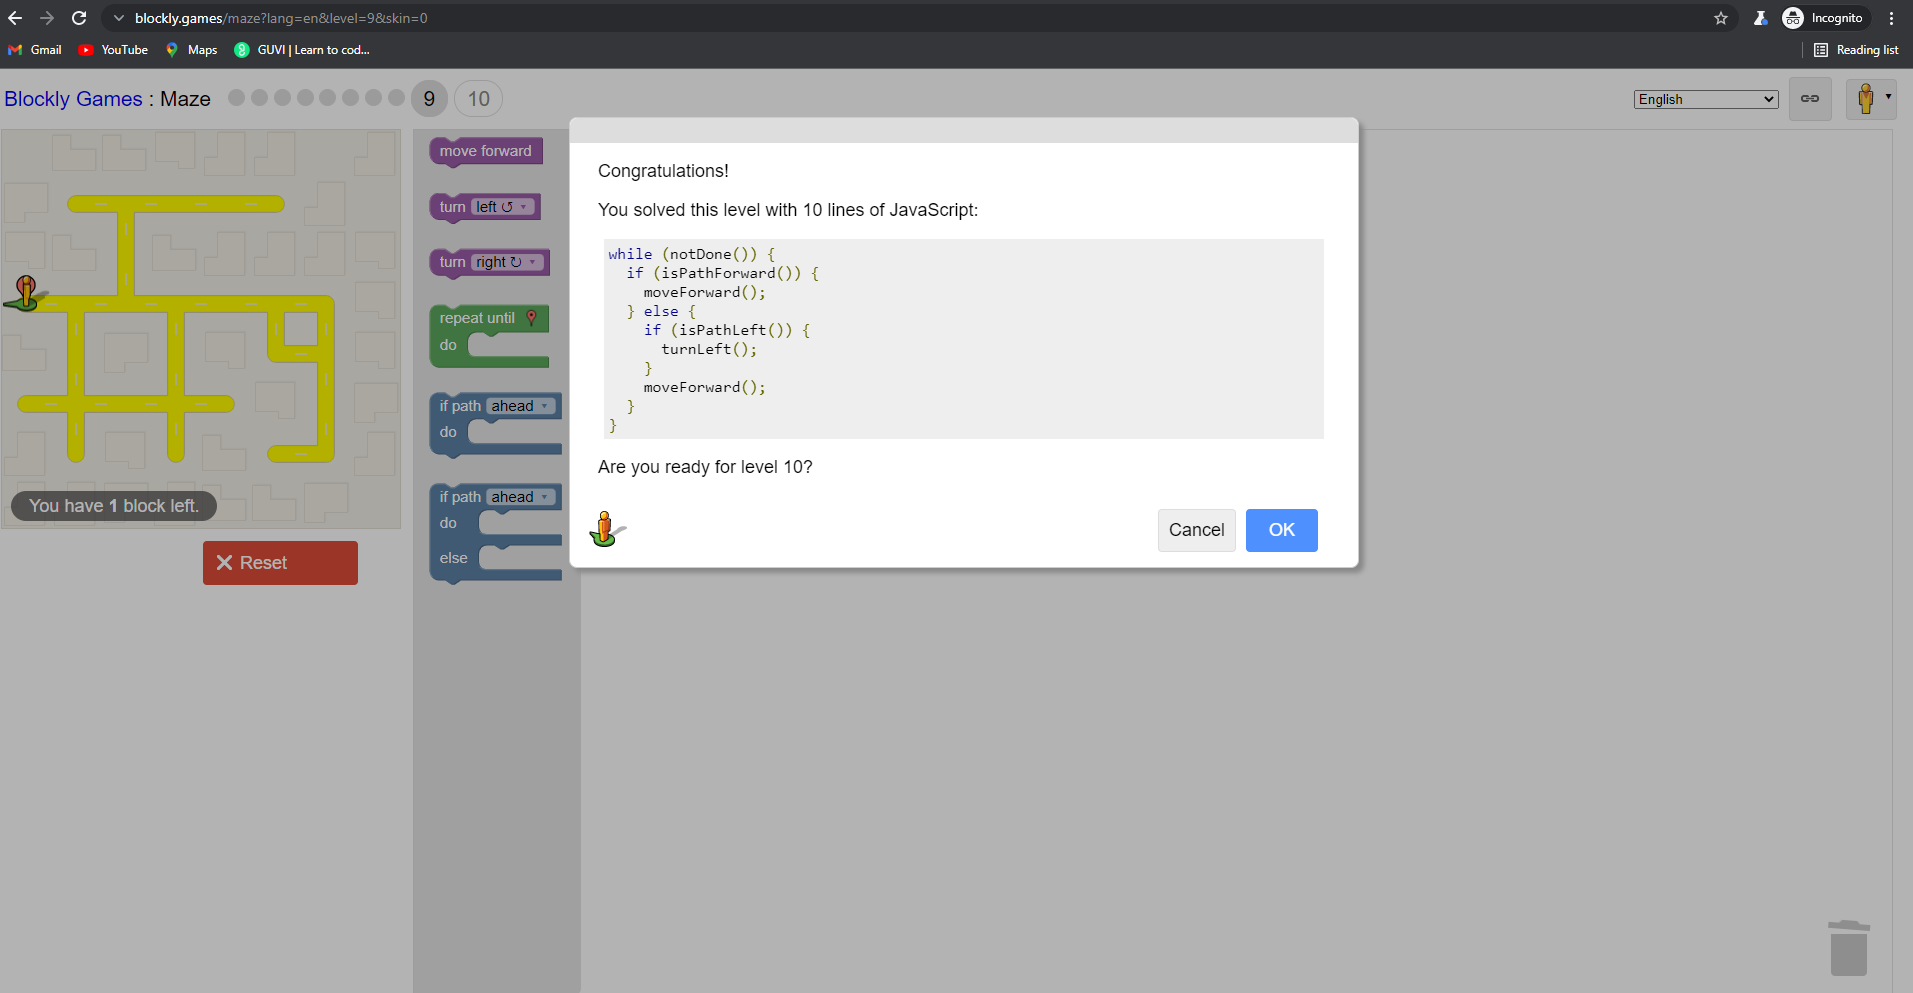 blockly.games/maze?lang=en&level=9&skin=0
Incognito
Gmail
YouTube
Maps
GUVI | Learn to cod...
Reading list
Blockly Games : Maze
9
10
English
move forward
turn left ↺
turn right ↻
repeat until
do
if path ahead
do
if path ahead
do
else
You have 1 block left.
Reset
Congratulations!
You solved this level with 10 lines of JavaScript:
while (notDone()) {
  if (isPathForward()) {
    moveForward();
  } else {
    if (isPathLeft()) {
      turnLeft();
    }
    moveForward();
  }
}
Are you ready for level 10?
Cancel
OK